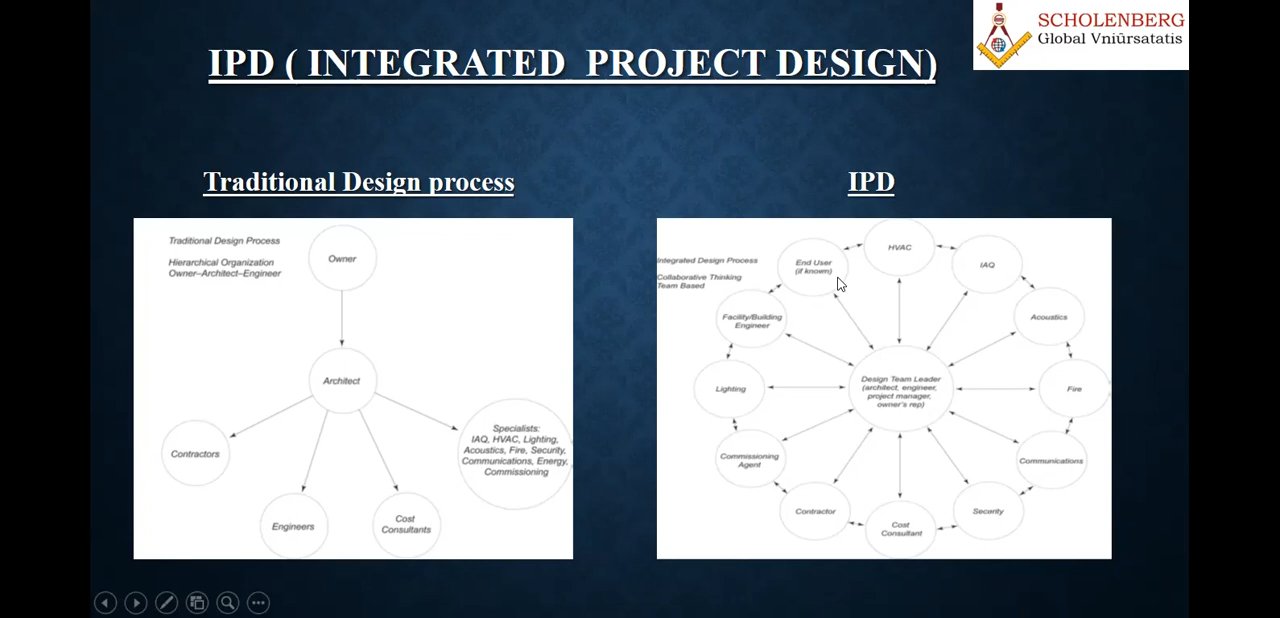 SCHOLENBERG
Global Vniûrsatatis
IPD ( INTEGRATED PROJECT DESIGN)
Traditional Design process
IPD
Traditional Design Process
Hierarchical Organization
Owner–Architect–Engineer
Owner
Architect
Contractors
Engineers
Cost
Consultants
Specialists:
IAQ, HVAC, Lighting,
Acoustics, Fire, Security,
Communications, Energy,
Commissioning
Integrated Design Process
Collaborative Thinking
Team Based
End User
(if known)
HVAC
IAQ
Acoustics
Fire
Communications
Security
Cost
Consultant
Contractor
Commissioning
Agent
Lighting
Facility/Building
Engineer
Design Team Leader
(architect, engineer,
project manager,
owner's rep)